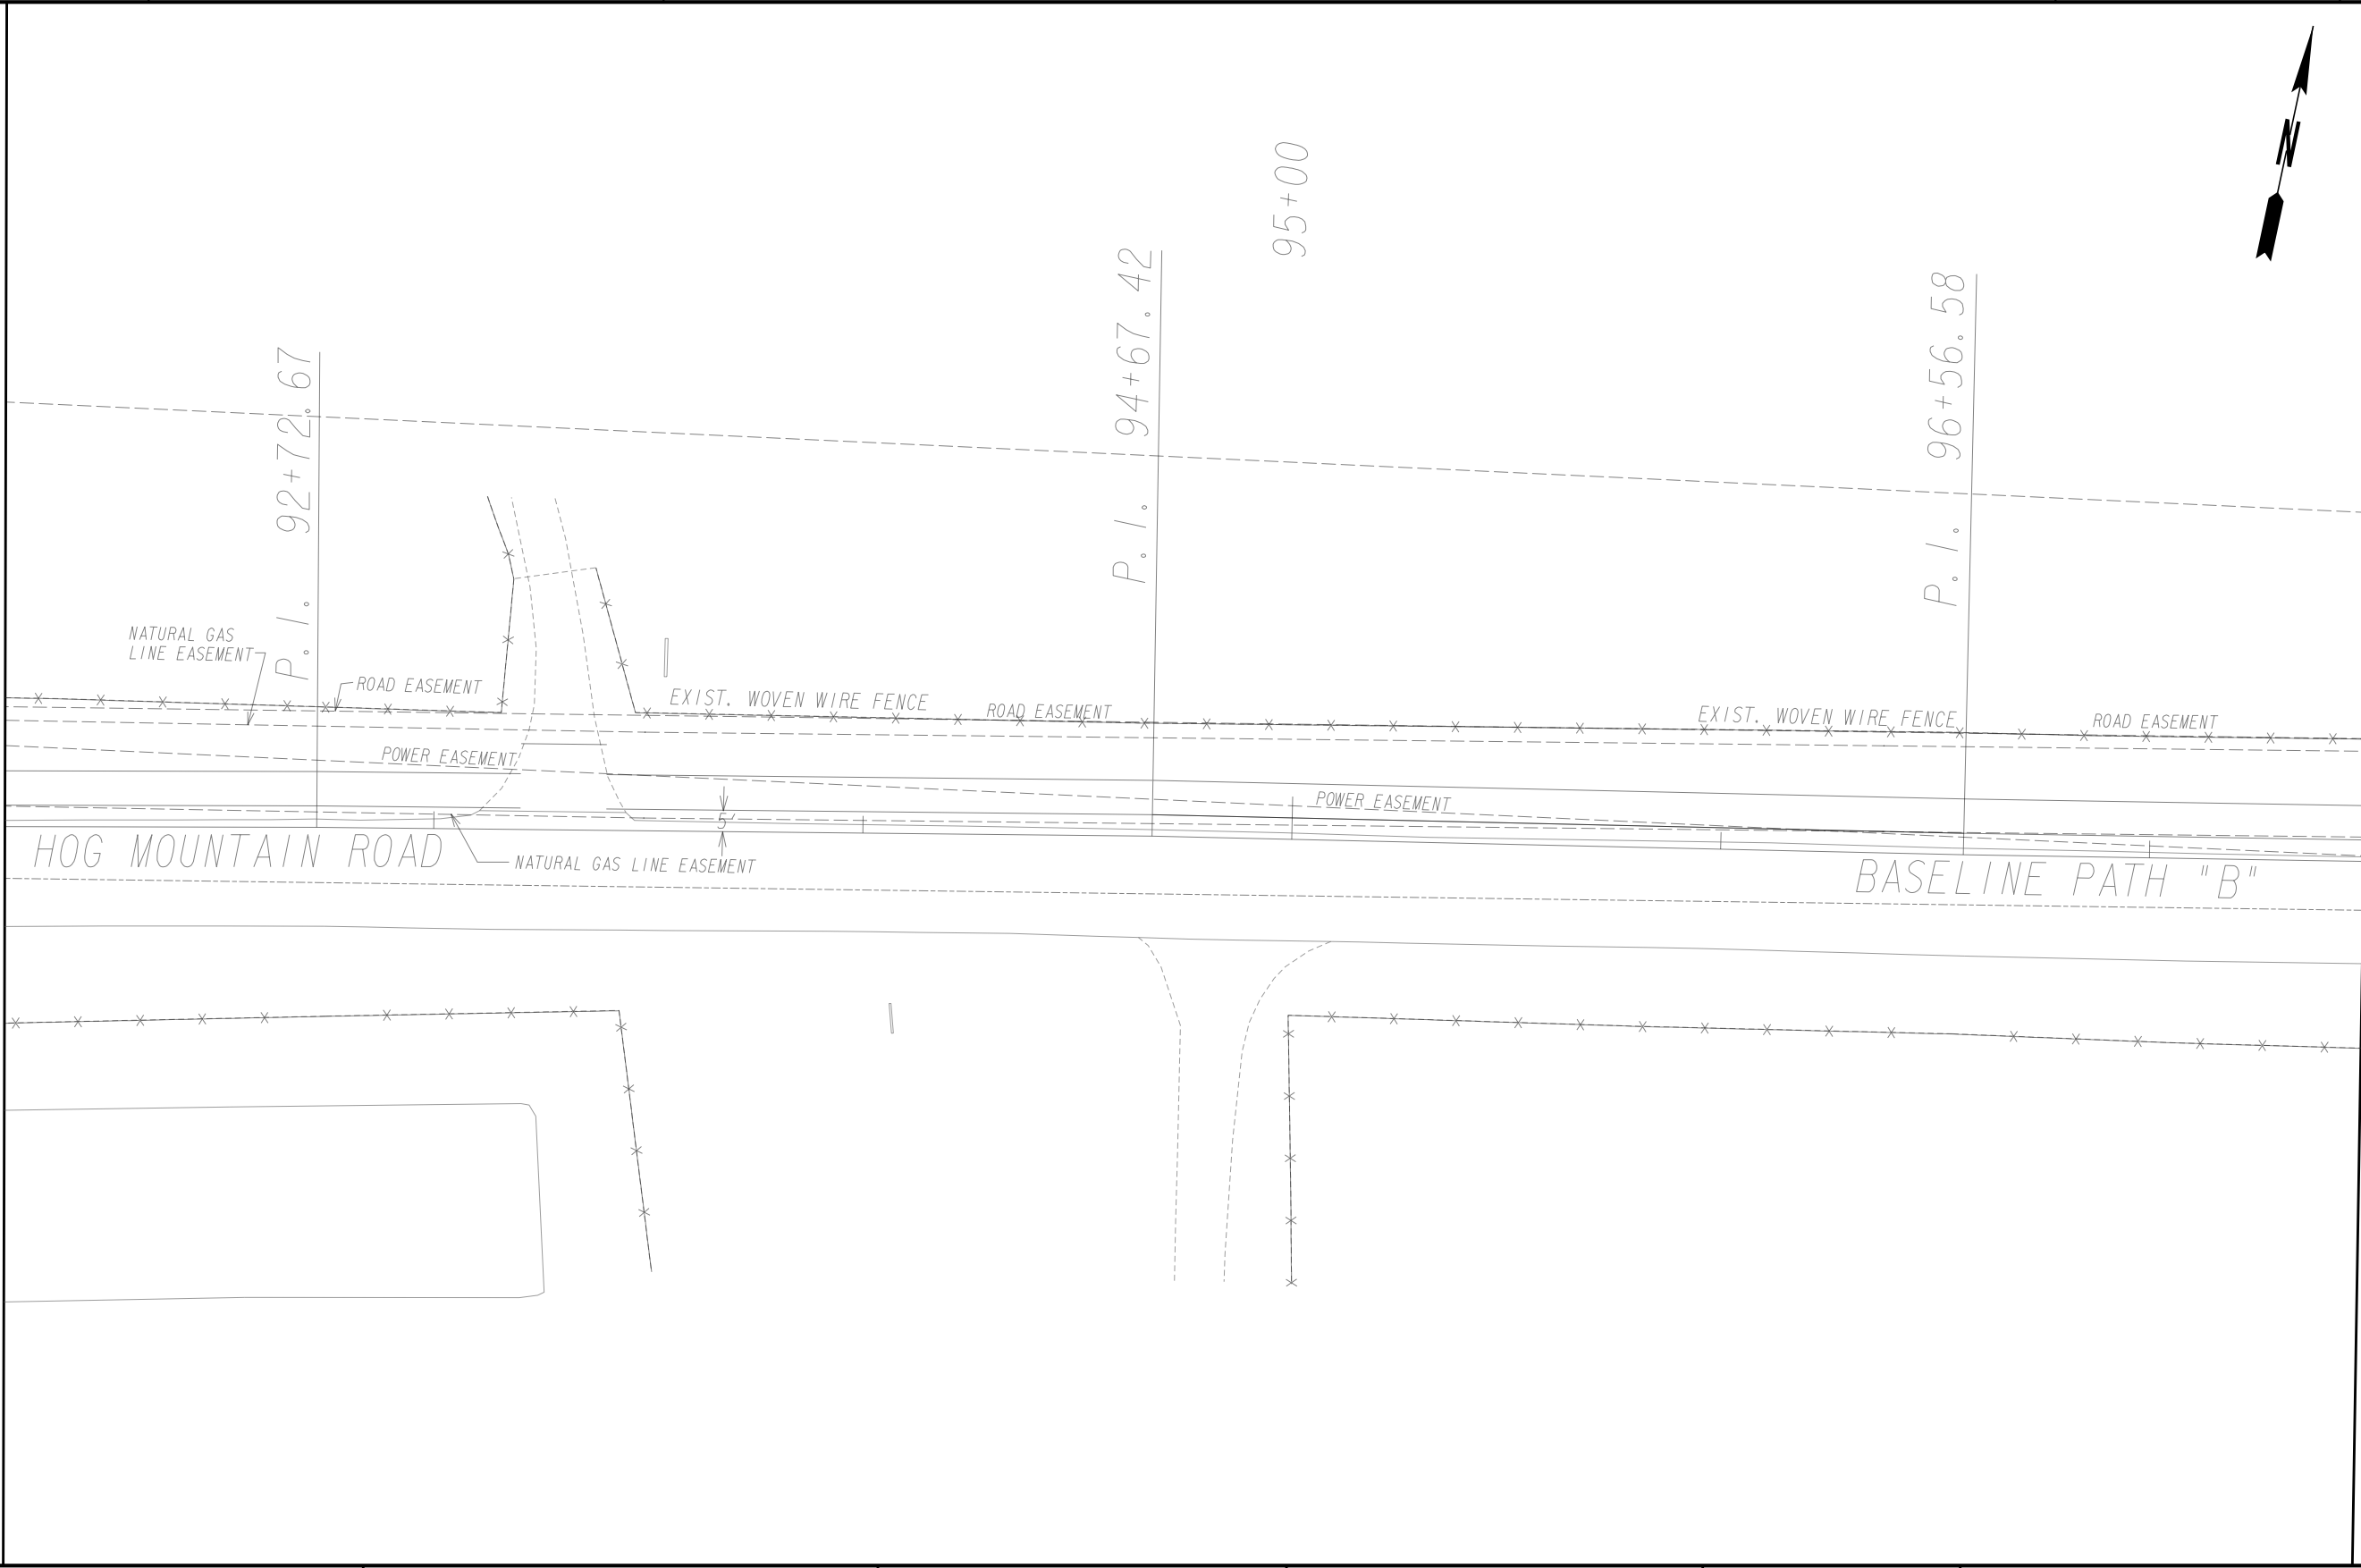 N
95+00
P.I. 94+67.42
P.I. 96+56.58
P.I. 92+72.67
NATURAL GAS
LINE EASEMENT
ROAD EASEMENT
EXIST. WOVEN WIRE FENCE
ROAD EASEMENT
EXIST. WOVEN WIRE FENCE
ROAD EASEMENT
POWER EASEMENT
POWER EASEMENT
5'
HOG MOUNTAIN ROAD
NATURAL GAS LINE EASEMENT
BASELINE PATH "B"